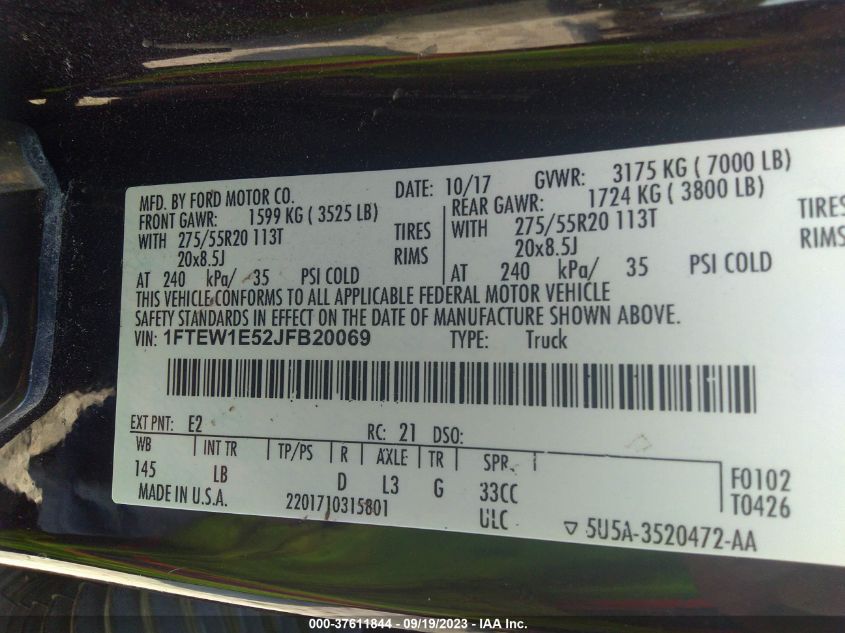 MFD. BY FORD MOTOR CO. DATE: 10/17 GVWR: 3175 KG ( 7000 LB)
FRONT GAWR: 1599 KG ( 3525 LB) REAR GAWR: 1724 KG ( 3800 LB)
WITH 275/55R20 113T TIRES WITH 275/55R20 113T TIRES
20x8.5J RIMS 20x8.5J RIMS
AT 240 kPa/ 35 PSI COLD AT 240 kPa/ 35 PSI COLD
THIS VEHICLE CONFORMS TO ALL APPLICABLE FEDERAL MOTOR VEHICLE
SAFETY STANDARDS IN EFFECT ON THE DATE OF MANUFACTURE SHOWN ABOVE.
VIN: 1FTEW1E52JFB20069 TYPE: Truck
EXT PNT: E2 RC: 21 DSO:
WB INT TR TP/PS R AXLE TR SPR
145 LB D L3 G 33CC F0102
MADE IN U.S.A. 2201710315801 ULC T0426
▽ 5U5A-3520472-AA
000-37611844 - 09/19/2023 - IAA Inc.